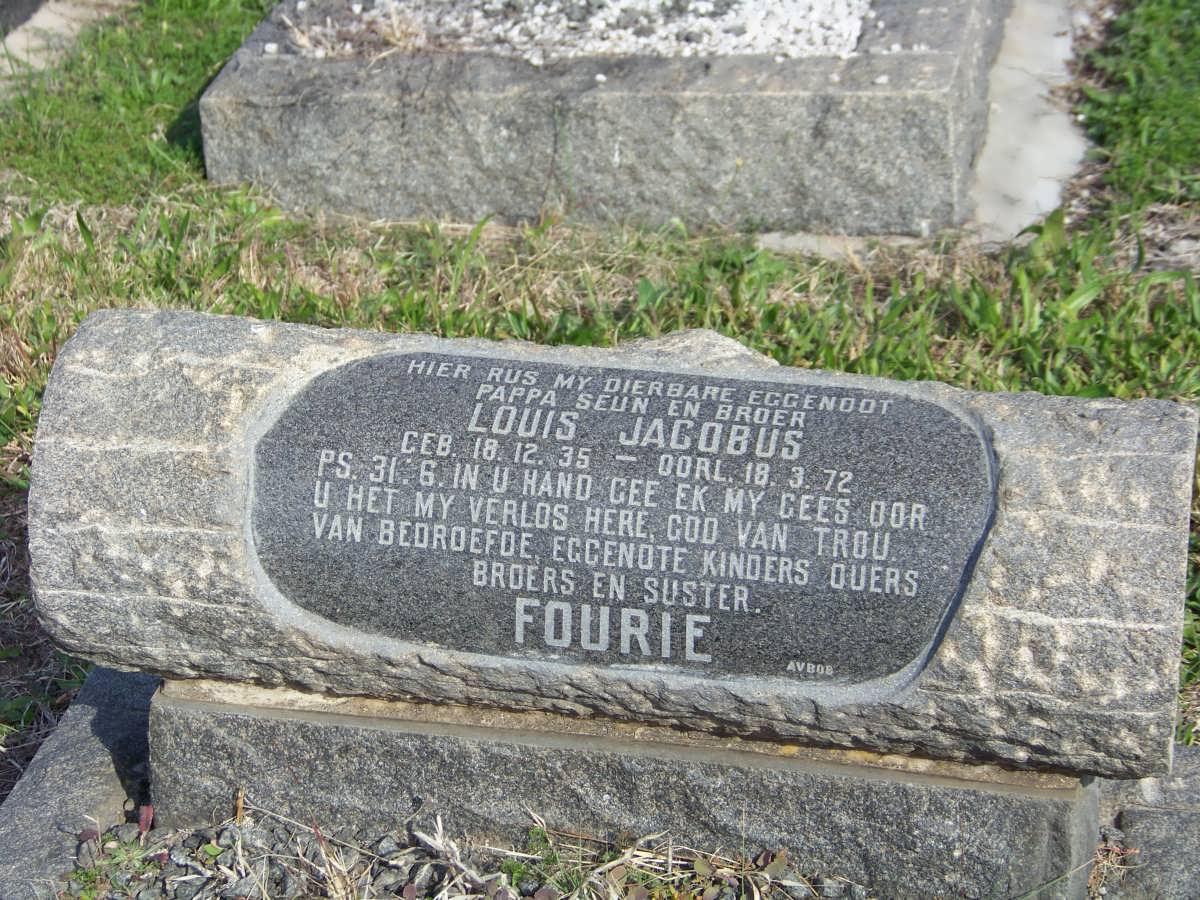 HIER RUS MY DIERBARE EGGENOOT
PAPPA SEUN EN BROER
LOUIS JACOBUS
GEB. 18.12.35 — OORL. 18.3.72
PS. 31: 6. IN U HAND GEE EK MY GEES OOR
U HET MY VERLOS HERE, GOD VAN TROU
VAN BEDROEFDE, EGGENOTE KINDERS OUERS
BROERS EN SUSTER.
FOURIE
AVBOB